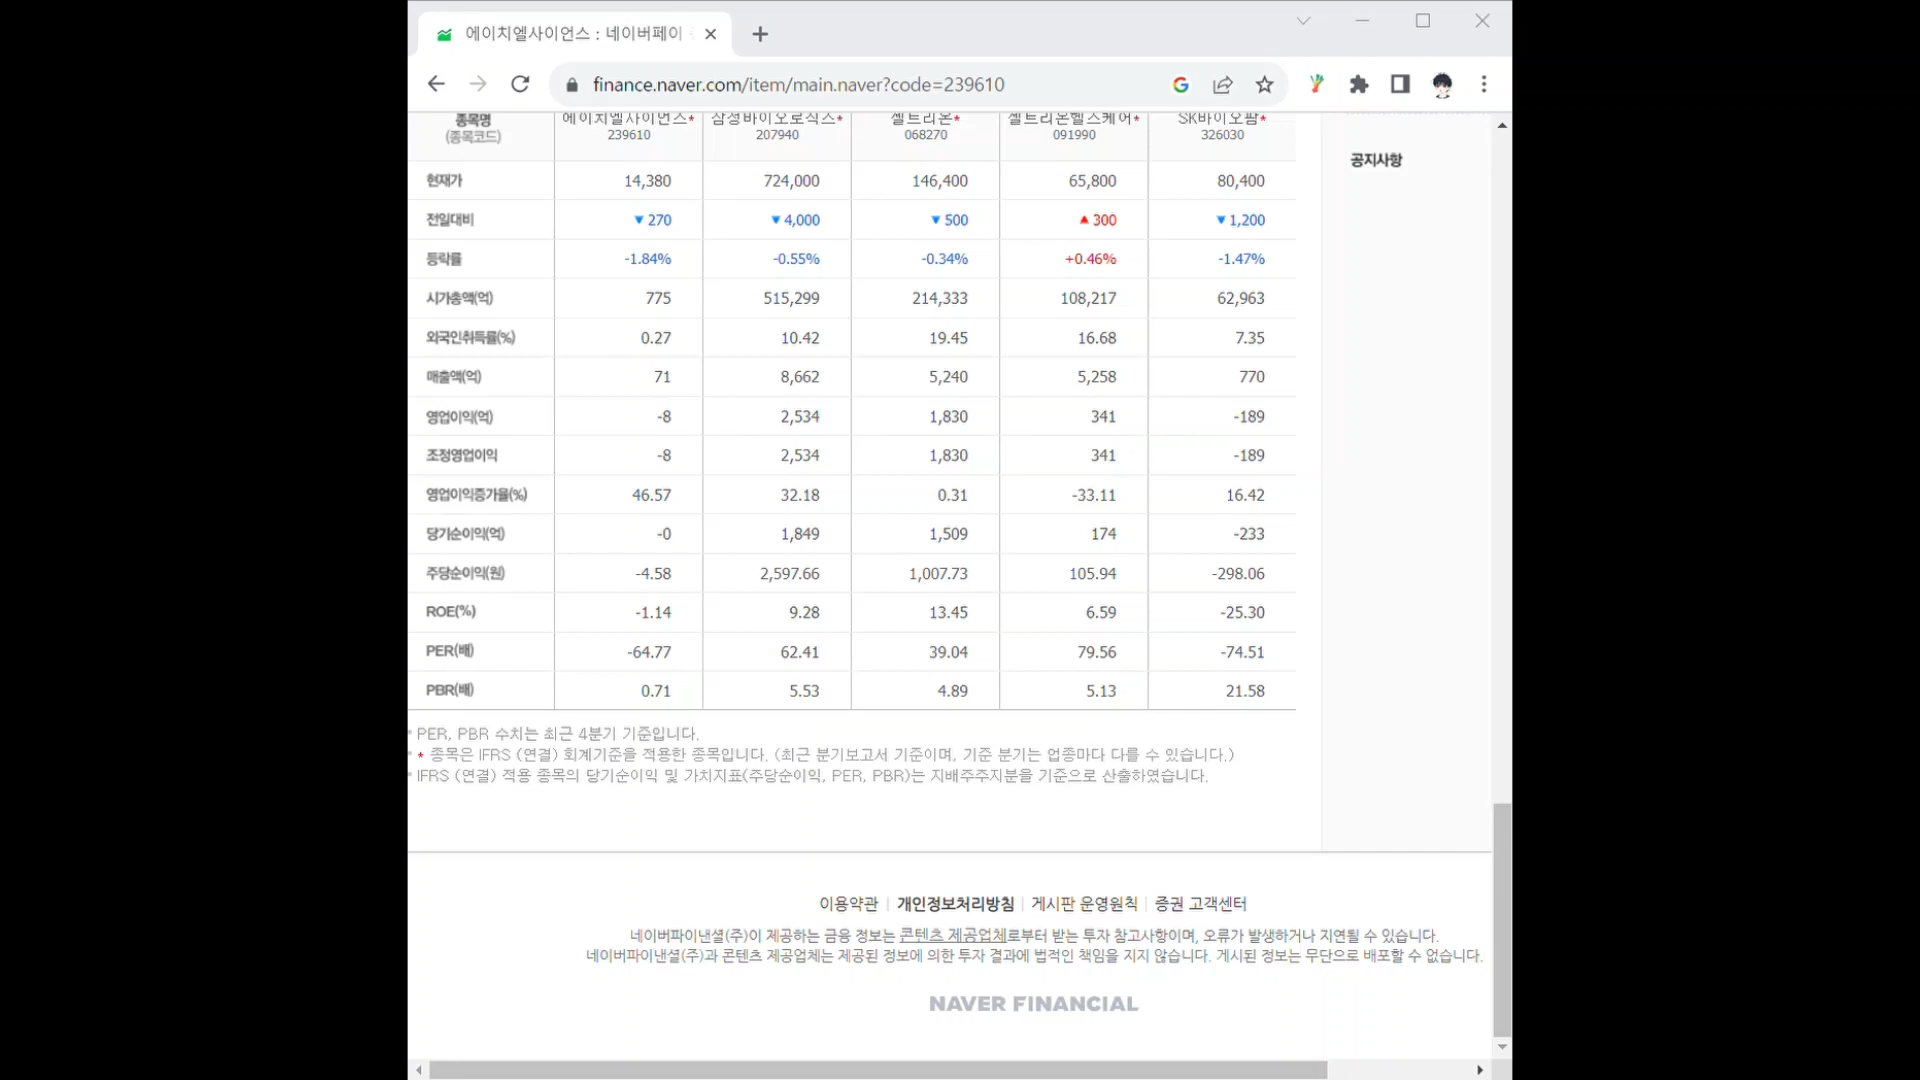 에이치엘사이언스 : 네이버페이
finance.naver.com/item/main.naver?code=239610
종목명 에이치엘사이언스* 삼성바이오로직스* 셀트리온* 셀트리온헬스케어* SK바이오팜*
(종목코드) 239610 207940 068270 091990 326030
공지사항
현재가 14,380 724,000 146,400 65,800 80,400
전일대비 ▼270 ▼4,000 ▼500 ▲300 ▼1,200
등락률 -1.84% -0.55% -0.34% +0.46% -1.47%
시가총액(억) 775 515,299 214,333 108,217 62,963
외국인취득률(%) 0.27 10.42 19.45 16.68 7.35
매출액(억) 71 8,662 5,240 5,258 770
영업이익(억) -8 2,534 1,830 341 -189
조정영업이익 -8 2,534 1,830 341 -189
영업이익증가율(%) 46.57 32.18 0.31 -33.11 16.42
당기순이익(억) -0 1,849 1,509 174 -233
주당순이익(원) -4.58 2,597.66 1,007.73 105.94 -298.06
ROE(%) -1.14 9.28 13.45 6.59 -25.30
PER(배) -64.77 62.41 39.04 79.56 -74.51
PBR(배) 0.71 5.53 4.89 5.13 21.58
* PER, PBR 수치는 최근 4분기 기준입니다.
* * 종목은 IFRS (연결) 회계기준을 적용한 종목입니다. (최근 분기보고서 기준이며, 기준 분기는 업종마다 다를 수 있습니다.)
* IFRS (연결) 적용 종목의 당기순이익 및 가치지표(주당순이익, PER, PBR)는 지배주주지분을 기준으로 산출하였습니다.
이용약관 | 개인정보처리방침 | 게시판 운영원칙 | 증권 고객센터
네이버파이낸셜(주)이 제공하는 금융 정보는 콘텐츠 제공업체로부터 받는 투자 참고사항이며, 오류가 발생하거나 지연될 수 있습니다.
네이버파이낸셜(주)과 콘텐츠 제공업체는 제공된 정보에 의한 투자 결과에 법적인 책임을 지지 않습니다. 게시된 정보는 무단으로 배포할 수 없습니다.
NAVER FINANCIAL